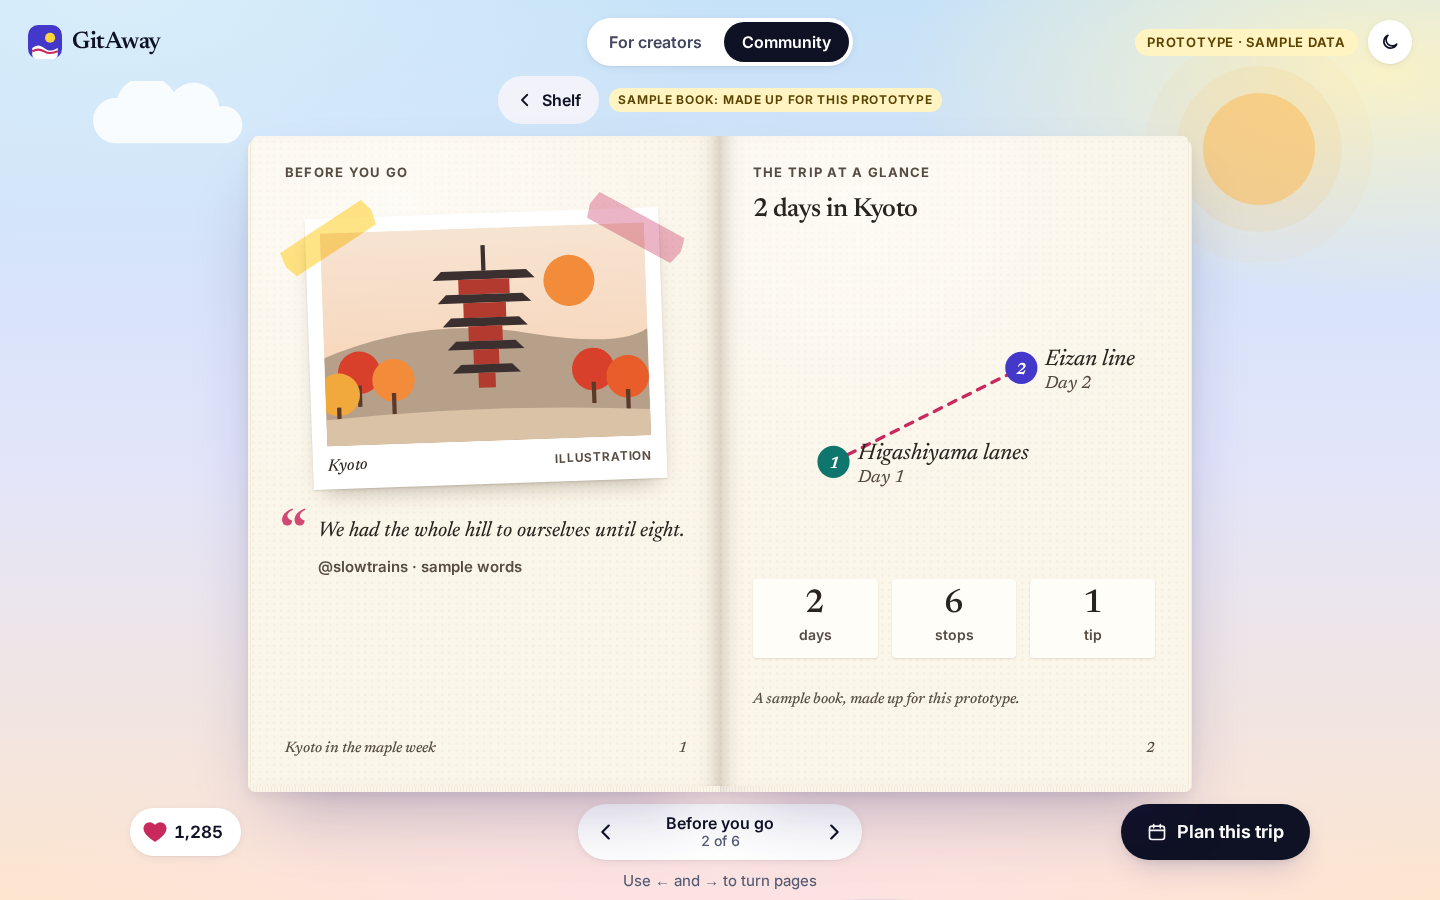 GitAway
For creators
Community
PROTOTYPE · SAMPLE DATA
Shelf
SAMPLE BOOK: MADE UP FOR THIS PROTOTYPE
BEFORE YOU GO
Kyoto
ILLUSTRATION
“ We had the whole hill to ourselves until eight.
@slowtrains · sample words
Kyoto in the maple week
1
THE TRIP AT A GLANCE
2 days in Kyoto
2
Eizan line
Day 2
1
Higashiyama lanes
Day 1
2
days
6
stops
1
tip
A sample book, made up for this prototype.
2
1,285
Before you go
2 of 6
Plan this trip
Use ← and → to turn pages